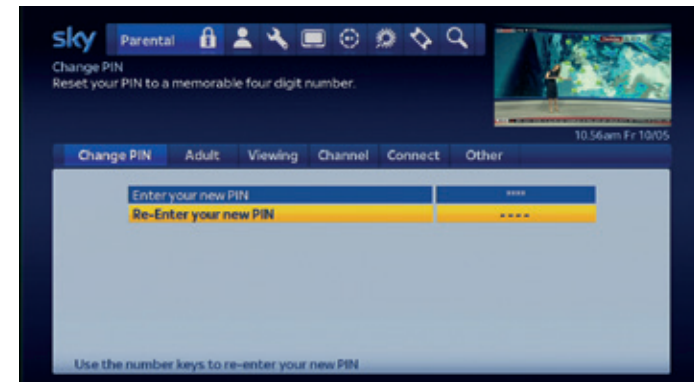 sky
Parental
Change PIN
Reset your PIN to a memorable four digit number.
10.56am Fr 10/05
Change PIN Adult Viewing Channel Connect Other
Enter your new PIN ****
Re-Enter your new PIN ----
Use the number keys to re-enter your new PIN